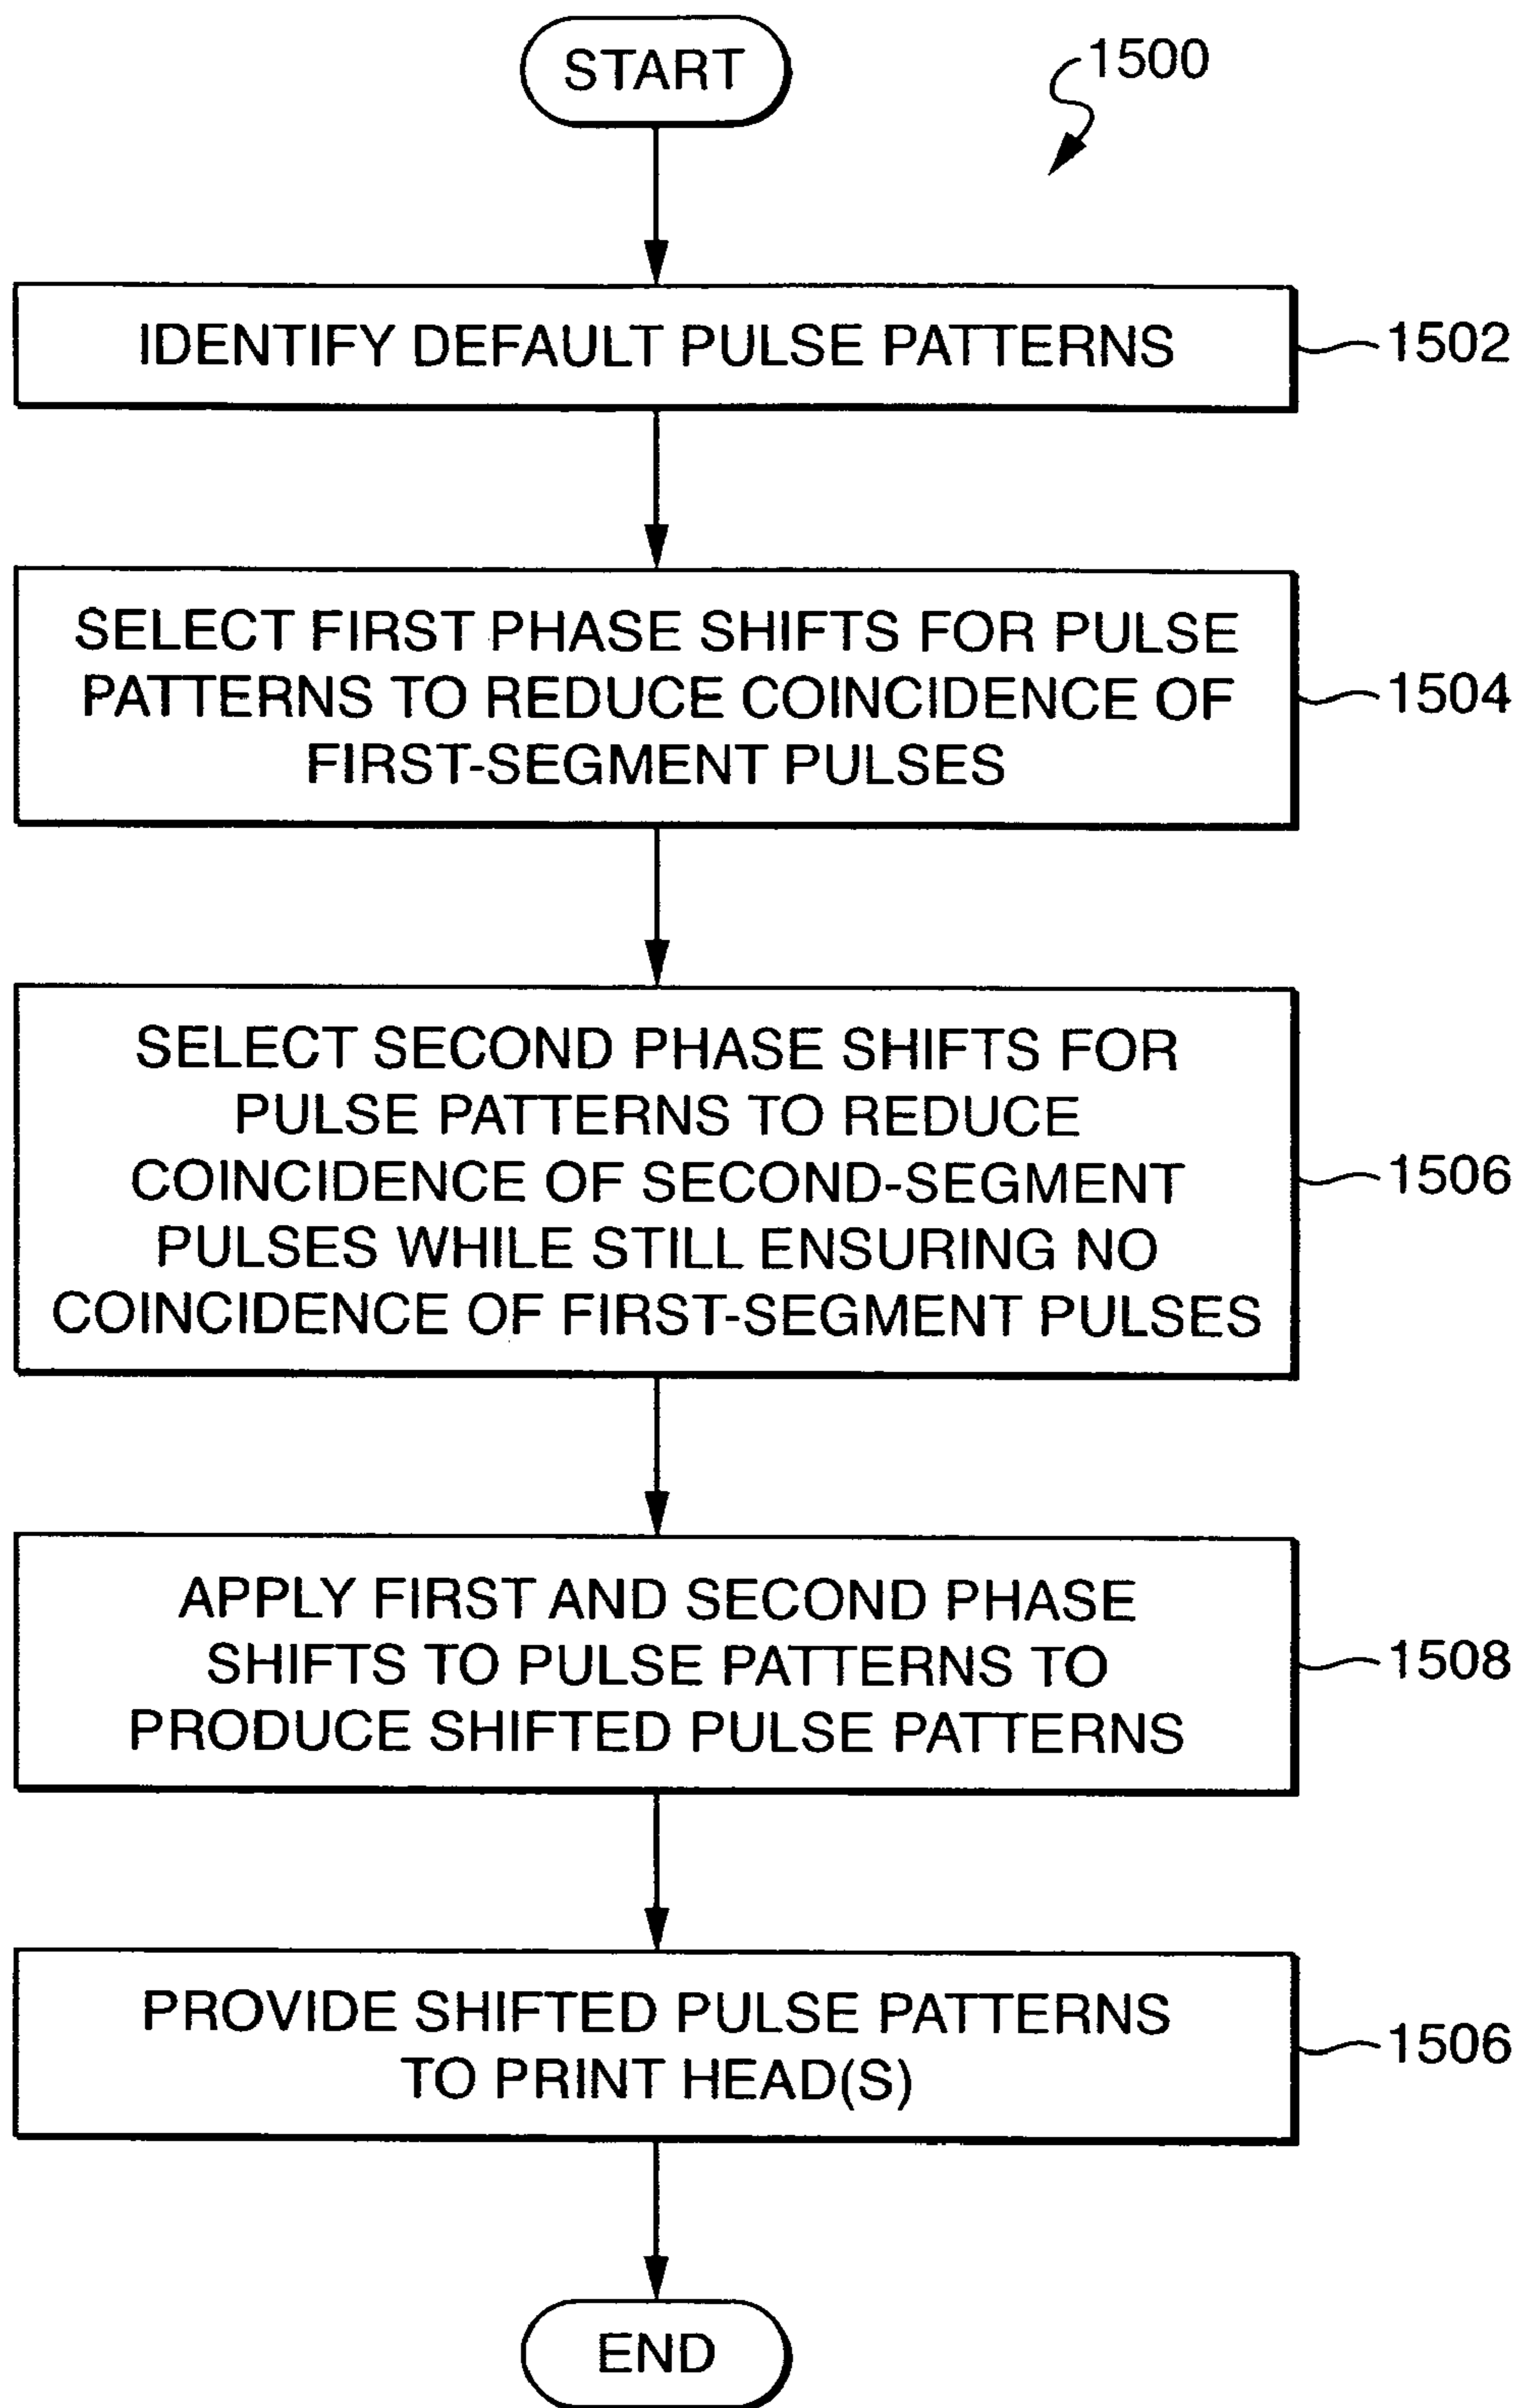 START
1500
IDENTIFY DEFAULT PULSE PATTERNS
1502
SELECT FIRST PHASE SHIFTS FOR PULSE
PATTERNS TO REDUCE COINCIDENCE OF
FIRST-SEGMENT PULSES
1504
SELECT SECOND PHASE SHIFTS FOR
PULSE PATTERNS TO REDUCE
COINCIDENCE OF SECOND-SEGMENT
PULSES WHILE STILL ENSURING NO
COINCIDENCE OF FIRST-SEGMENT PULSES
1506
APPLY FIRST AND SECOND PHASE
SHIFTS TO PULSE PATTERNS TO
PRODUCE SHIFTED PULSE PATTERNS
1508
PROVIDE SHIFTED PULSE PATTERNS
TO PRINT HEAD(S)
1506
END